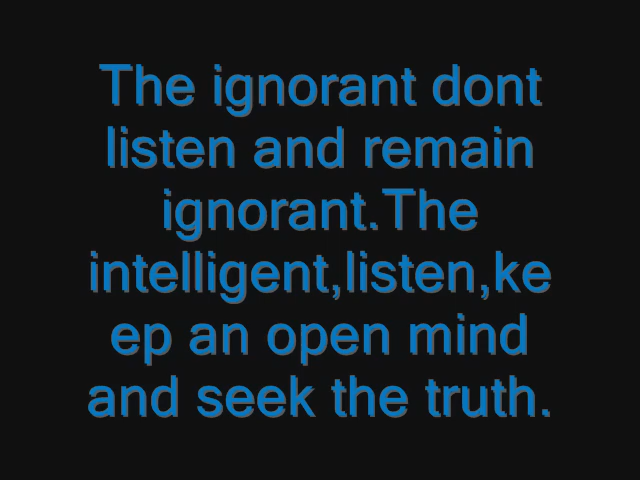 The ignorant dont
listen and remain
ignorant.The
intelligent,listen,ke
ep an open mind
and seek the truth.